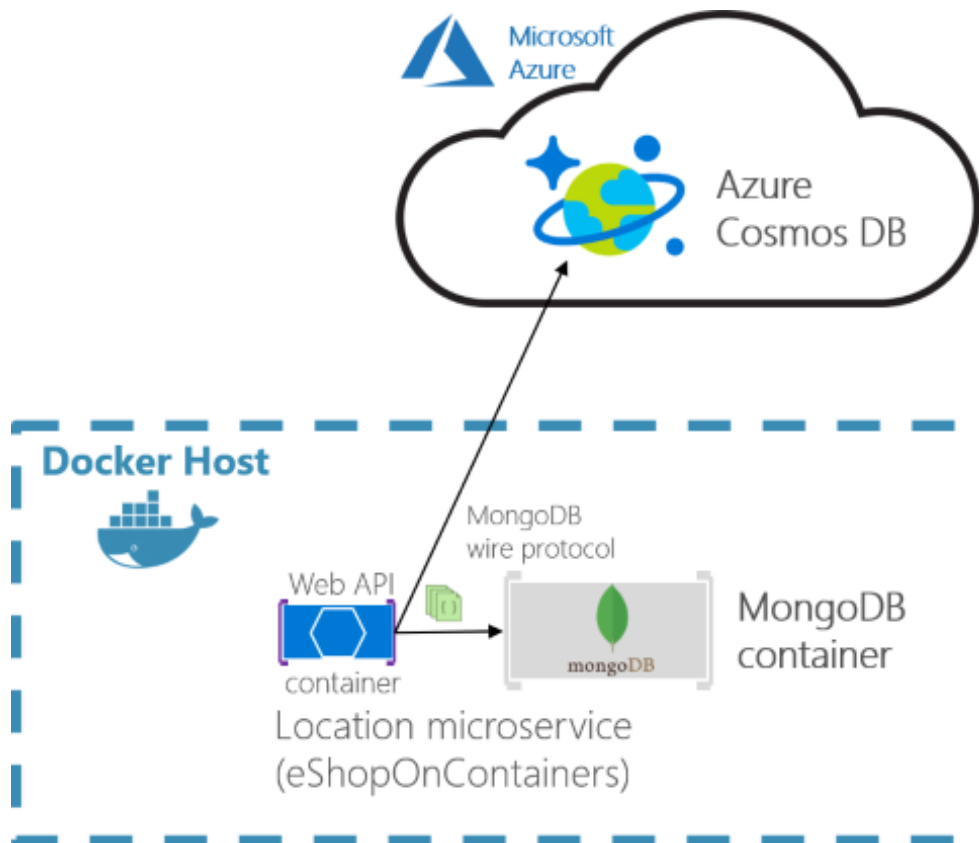 Microsoft
Azure
Azure
Cosmos DB
Docker Host
MongoDB
wire protocol
Web API
{ }
mongoDB
MongoDB
container
container
Location microservice
(eShopOnContainers)